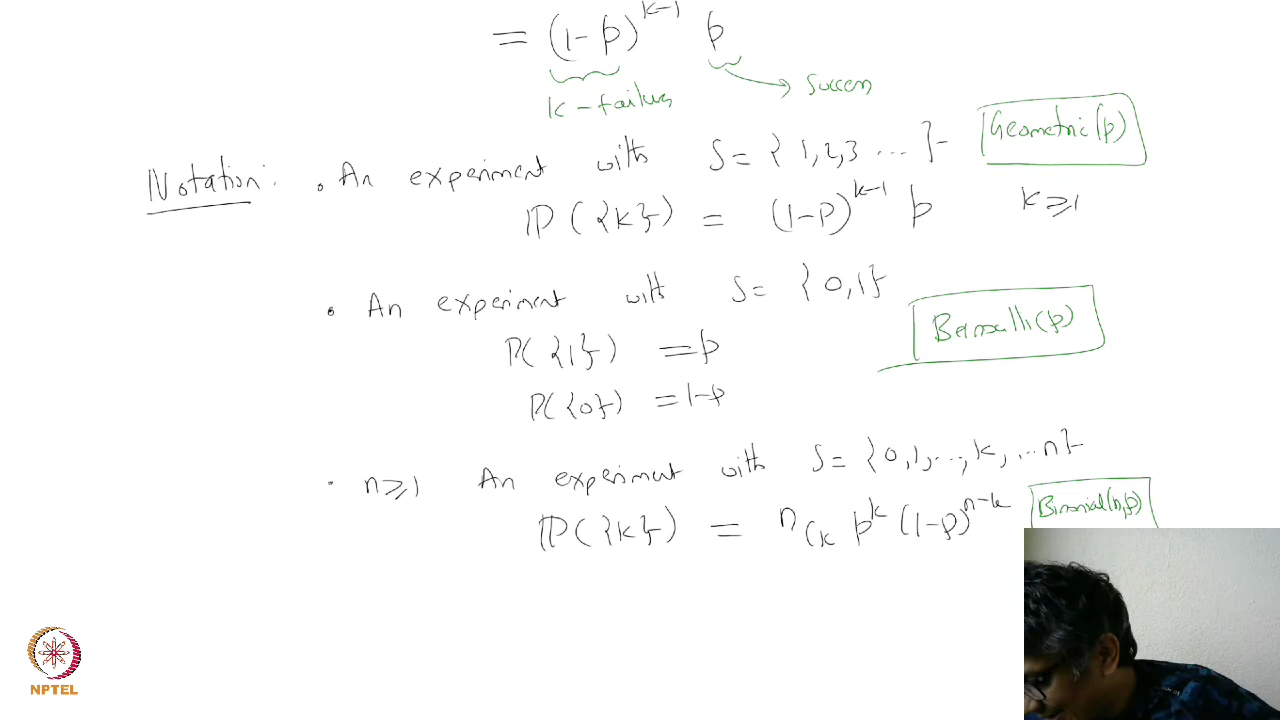 = (1-p)^{k-1} p
k-failures
Success
Notation: • An experiment with S = { 1,2,3 ... } Geometric(p)
P({k}) = (1-p)^{k-1} p k ⩾ 1
• An experiment with S = {0,1}
Bernoulli(p)
P({1}) = p
P({0}) = 1-p
• n ⩾ 1 An experiment with S = {0,1,...,k,...n}
P({k}) = nCk p^k (1-p)^{n-k} Binomial(n,p)
NPTEL